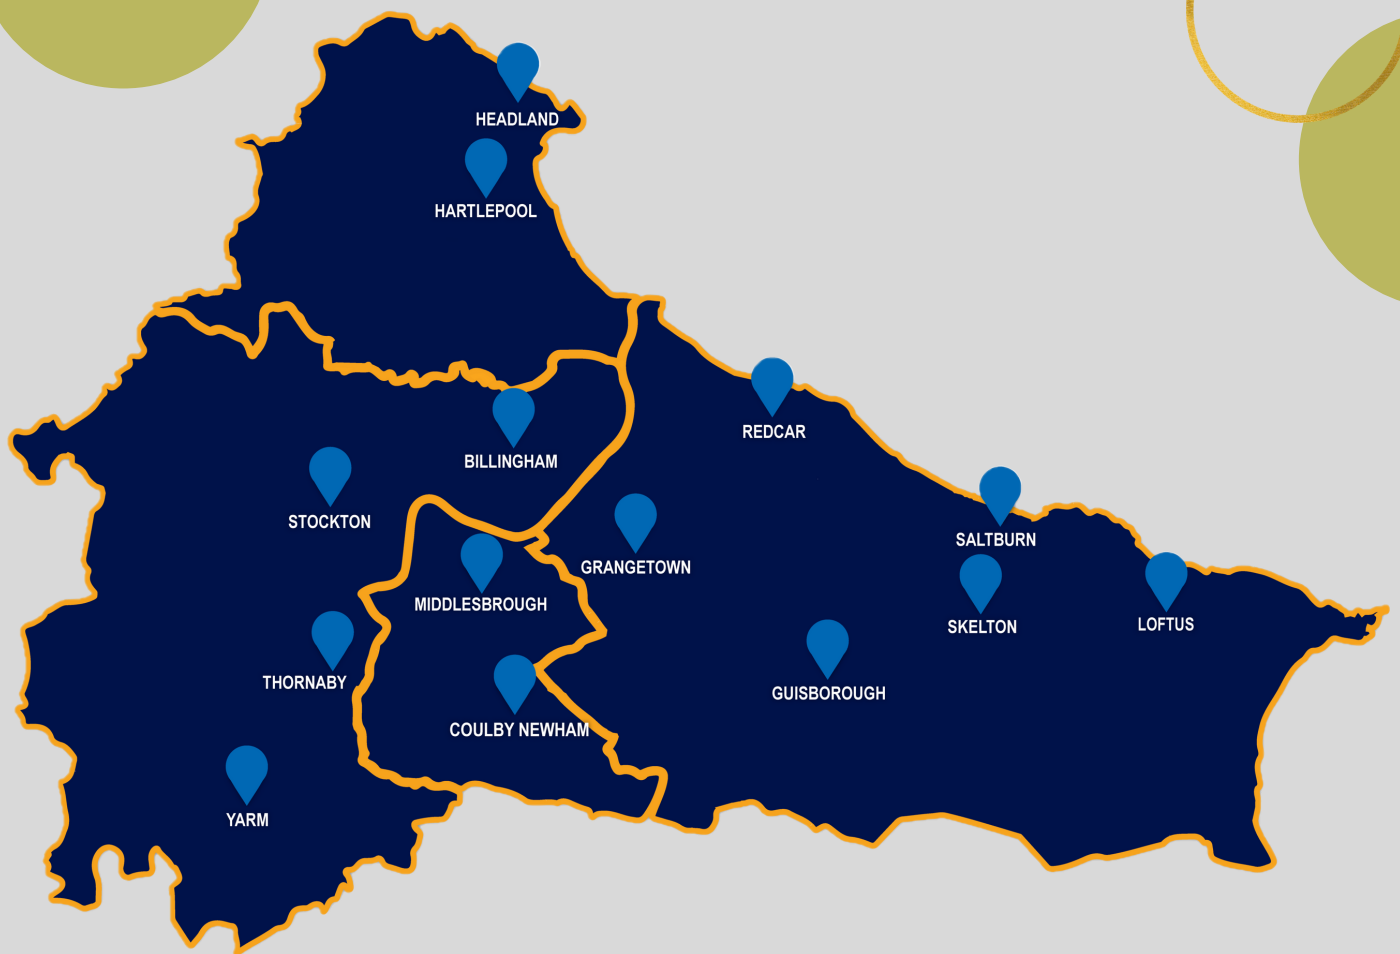 HEADLAND
HARTLEPOOL
REDCAR
BILLINGHAM
STOCKTON
SALTBURN
GRANGETOWN
MIDDLESBROUGH
LOFTUS
SKELTON
THORNABY
GUISBOROUGH
COULBY NEWHAM
YARM